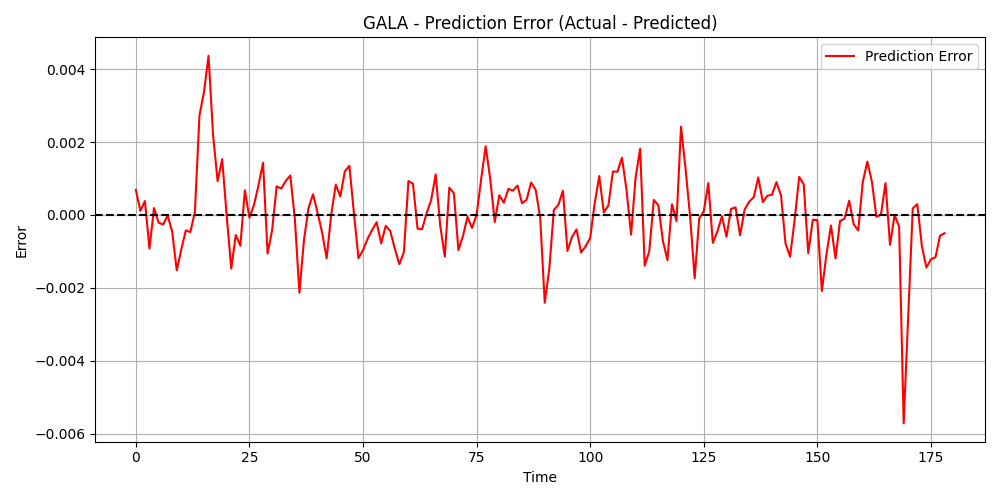 GALA - Prediction Error (Actual - Predicted)
Prediction Error
0.004
0.002
0.000
−0.002
−0.004
−0.006
Error
0 25 50 75 100 125 150 175
Time